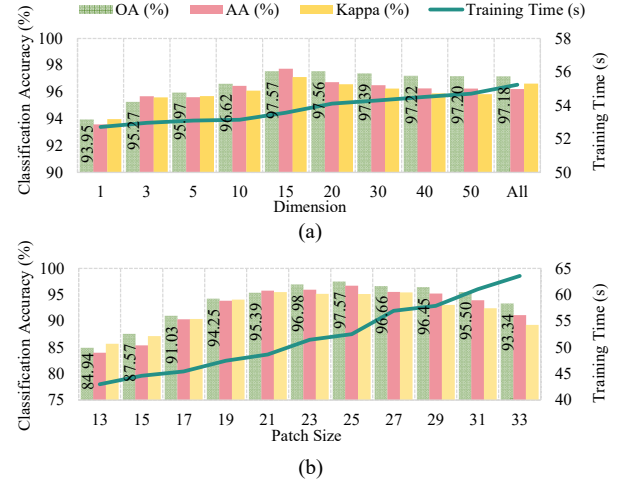 OA (%) AA (%) Kappa (%) Training Time (s)
Classification Accuracy (%)
100
98
96
94
92
90
93.95 95.27 95.97 96.62 97.57 97.56 97.39 97.22 97.20 97.18
58
56
54
52
50
Training Time (s)
1 3 5 10 15 20 30 40 50 All
Dimension
(a)
Classification Accuracy (%)
100
95
90
85
80
75
84.94 87.57 91.03 94.25 95.39 96.98 97.57 96.66 96.45 95.50 93.34
65
60
55
50
45
40
Training Time (s)
13 15 17 19 21 23 25 27 29 31 33
Patch Size
(b)